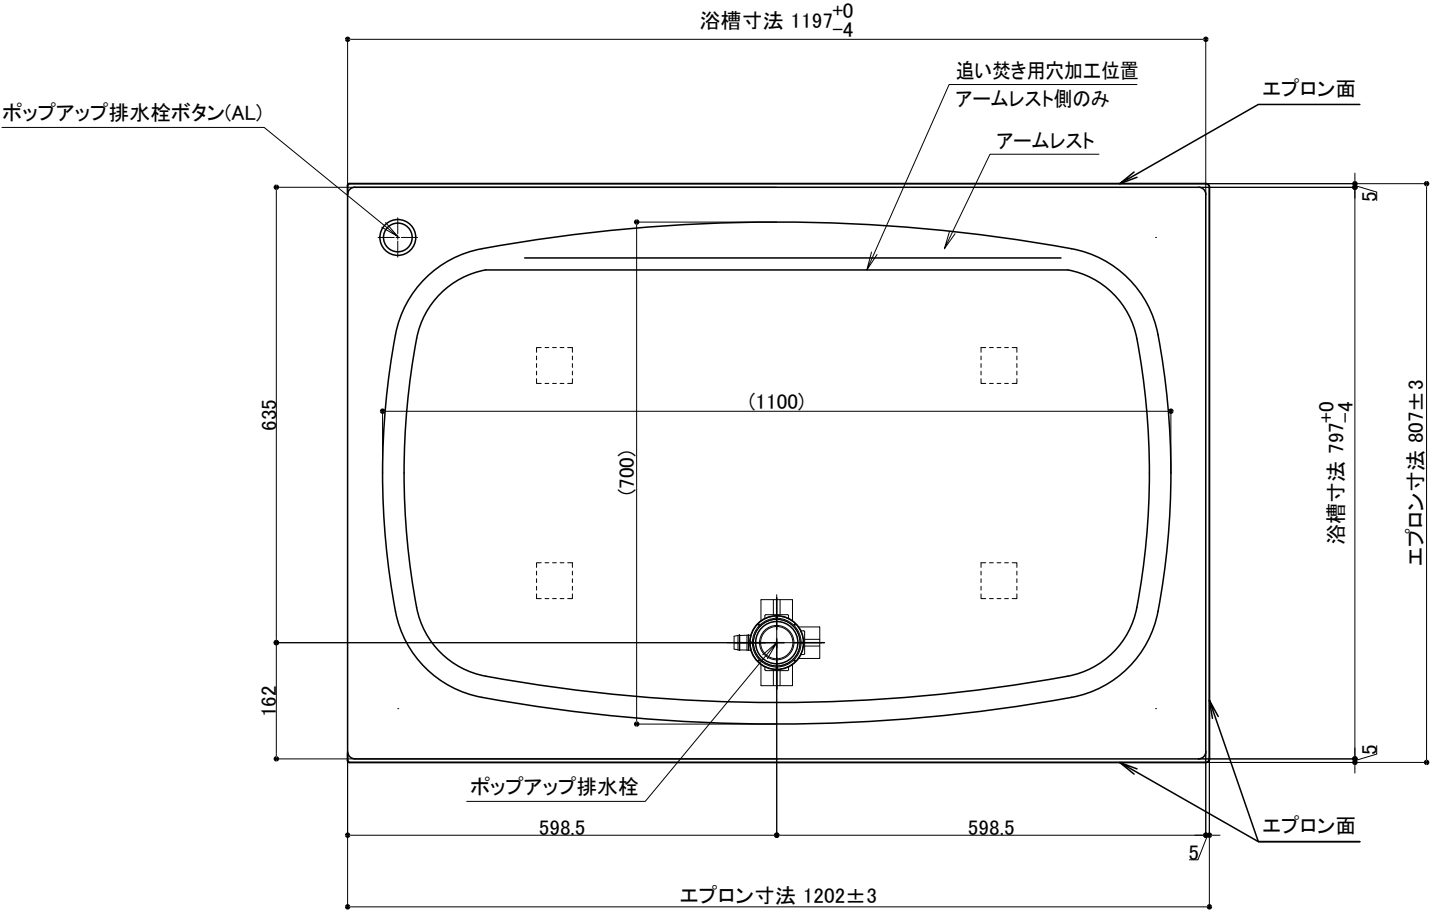 浴槽寸法 1197+0-4
追い焚き用穴加工位置
アームレスト側のみ
エプロン面
ポップアップ排水栓ボタン(AL)
アームレスト
5
635
(1100)
(700)
浴槽寸法 797+0-4
エプロン寸法 807±3
162
5
ポップアップ排水栓
エプロン面
598.5
598.5
5
エプロン寸法 1202±3